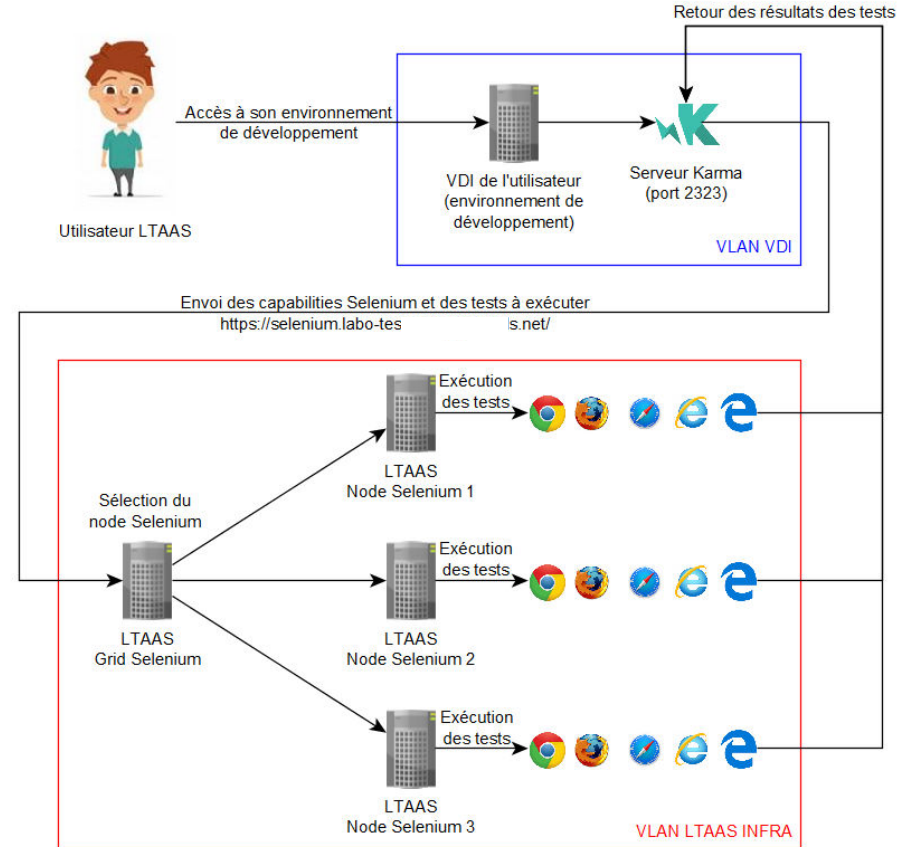 Retour des résultats des tests
Accès à son environnement
de développement
Utilisateur LTAAS
VDI de l'utilisateur
(environnement de
développement)
Serveur Karma
(port 2323)
VLAN VDI
Envoi des capabilities Selenium et des tests à exécuter
https://selenium.labo-tes s.net/
Exécution
des tests
LTAAS
Node Selenium 1
Sélection du
node Selenium
LTAAS
Grid Selenium
Exécution
des tests
LTAAS
Node Selenium 2
Exécution
des tests
LTAAS
Node Selenium 3
VLAN LTAAS INFRA